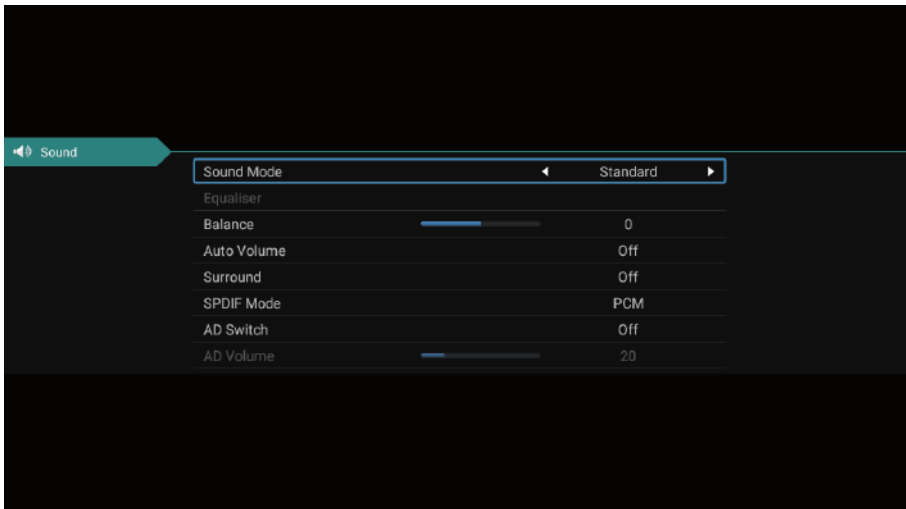 Sound
Sound Mode Standard
Equaliser
Balance 0
Auto Volume Off
Surround Off
SPDIF Mode PCM
AD Switch Off
AD Volume 20